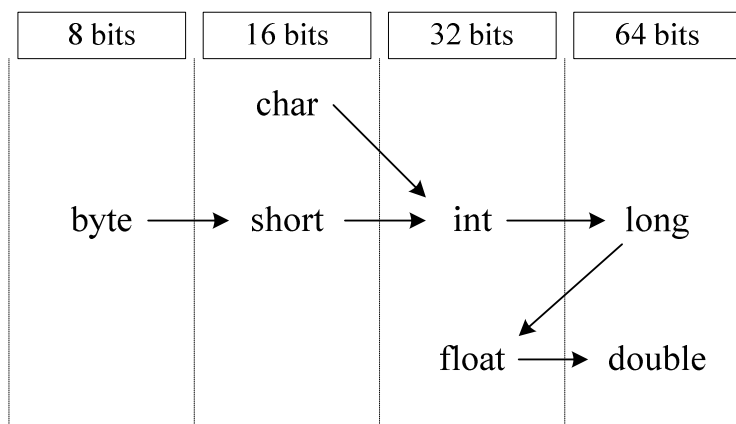 8 bits 16 bits 32 bits 64 bits
char
byte short int long
float double